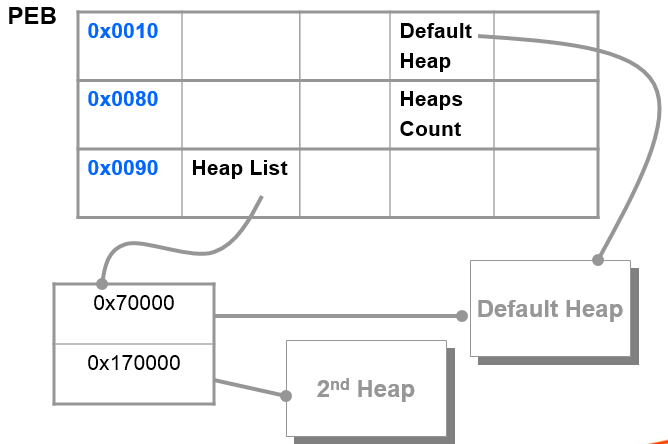 PEB
0x0010
Default
Heap
0x0080
Heaps
Count
0x0090
Heap List
0x70000
0x170000
Default Heap
2nd Heap